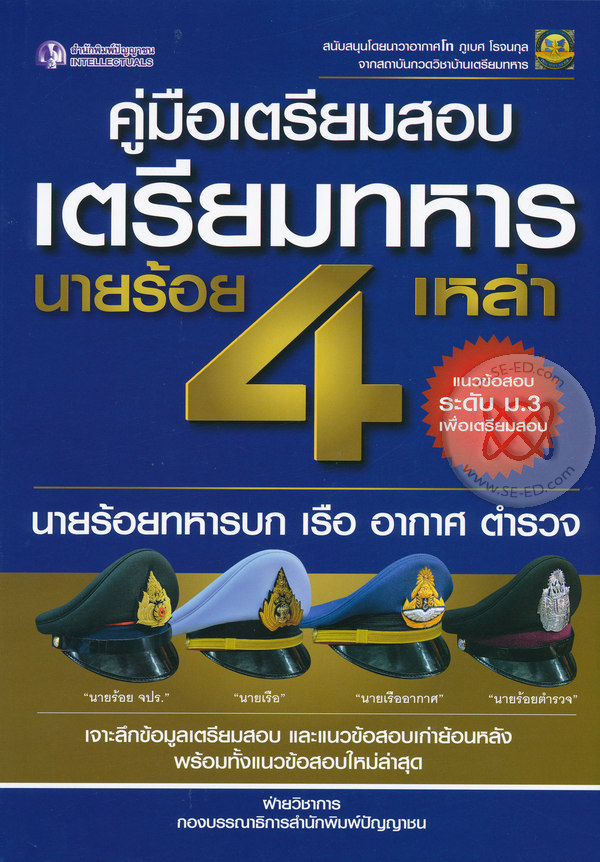 สำนักพิมพ์ปัญญาชน
INTELLECTUALS
สนับสนุนโดยนาวาอากาศโท ภูเบศ โรจนกุล
จากสถาบันกวดวิชาบ้านเตรียมทหาร
คู่มือเตรียมสอบ
เตรียมทหาร
นายร้อย 4 เหล่า
แนวข้อสอบ
ระดับ ม.3
เพื่อเตรียมสอบ
SE-ED.com
www.SE-ED.com
นายร้อยทหารบก เรือ อากาศ ตำรวจ
"นายร้อย จปร."
"นายเรือ"
"นายเรืออากาศ"
"นายร้อยตำรวจ"
เจาะลึกข้อมูลเตรียมสอบ และแนวข้อสอบเก่าย้อนหลัง
พร้อมทั้งแนวข้อสอบใหม่ล่าสุด
ฝ่ายวิชาการ
กองบรรณาธิการสำนักพิมพ์ปัญญาชน